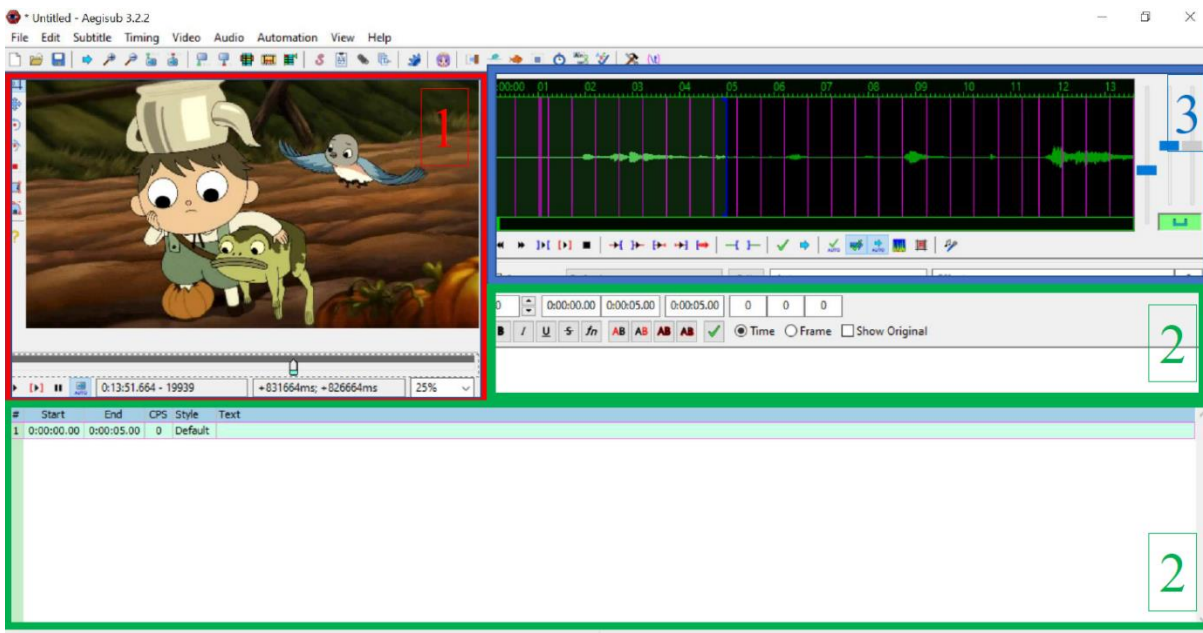 * Untitled - Aegisub 3.2.2
File Edit Subtitle Timing Video Audio Automation View Help
1
00:00 01 02 03 04 05 06 07 08 09 10 11 12 13
3
0:00:00.00 0:00:05.00 0:00:05.00 0 0 0
B I U S fn AB AB AB AB Time Frame Show Original
2
0:13:51.664 - 19939 +831664ms; +826664ms 25%
# Start End CPS Style Text
1 0:00:00.00 0:00:05.00 0 Default
2